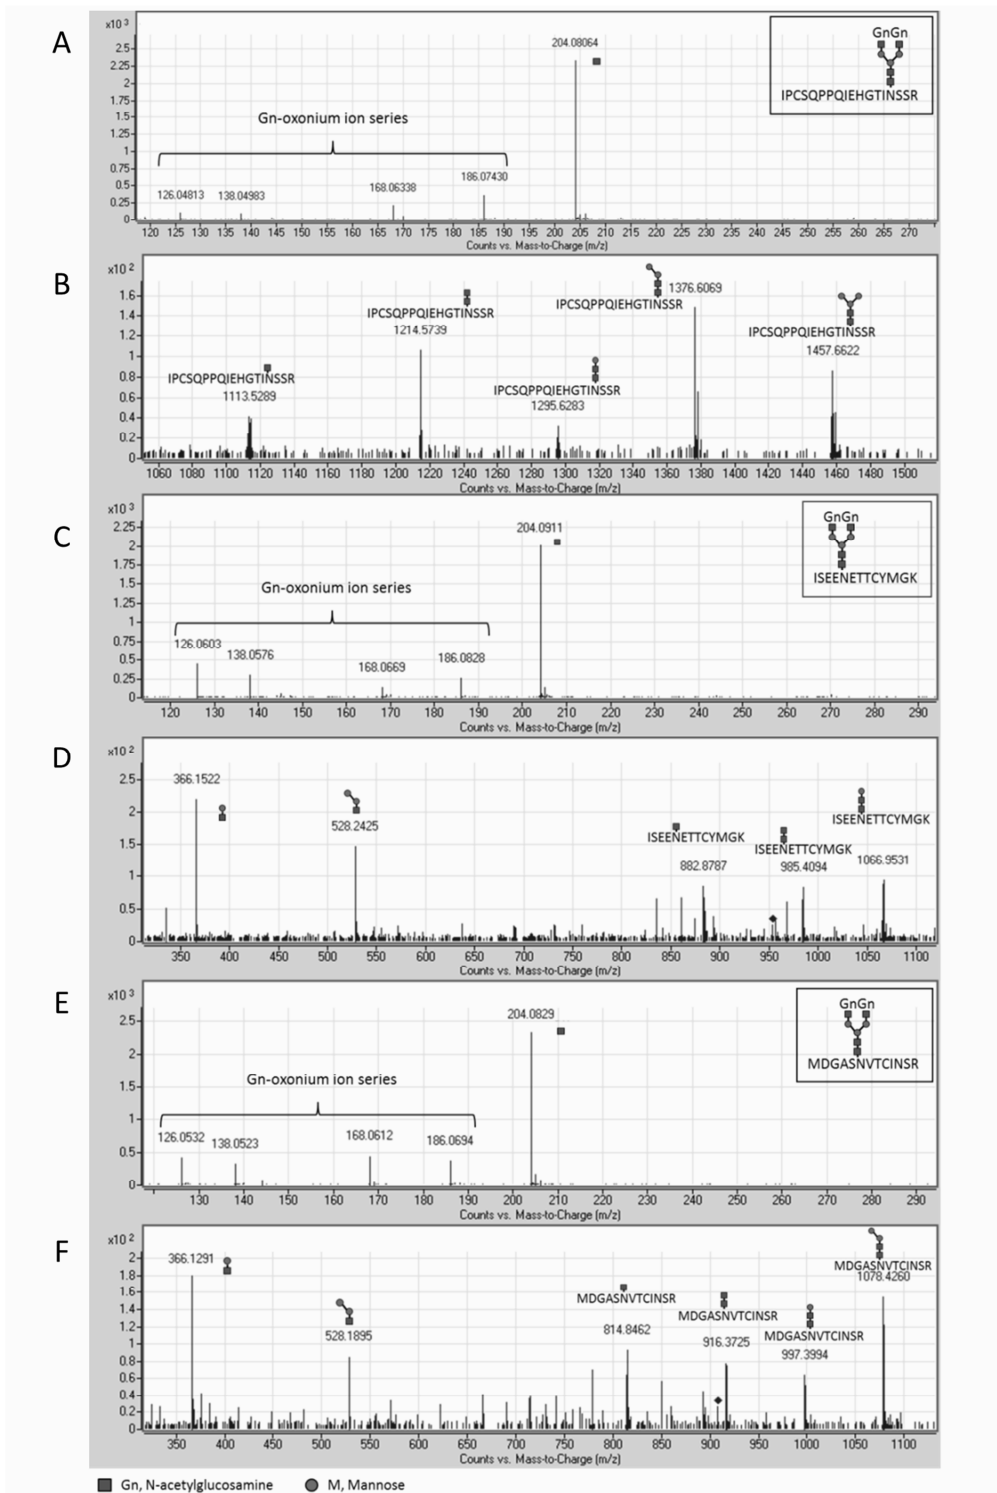 A
x10 3
204.08064
GnGn
IPCSQPPQIEHGTINSSR
Gn-oxonium ion series
126.04813 138.04983 168.06338 186.07430
2.5
2.25
2
1.75
1.5
1.25
1
0.75
0.5
0.25
0
120 125 130 135 140 145 150 155 160 165 170 175 180 185 190 195 200 205 210 215 220 225 230 235 240 245 250 255 260 265 270
Counts vs. Mass-to-Charge (m/z)
B
x10 2
1376.6069
IPCSQPPQIEHGTINSSR
IPCSQPPQIEHGTINSSR
1214.5739
IPCSQPPQIEHGTINSSR
1457.6622
IPCSQPPQIEHGTINSSR
1113.5289
IPCSQPPQIEHGTINSSR
1295.6283
1.6
1.4
1.2
1
0.8
0.6
0.4
0.2
0
1060 1080 1100 1120 1140 1160 1180 1200 1220 1240 1260 1280 1300 1320 1340 1360 1380 1400 1420 1440 1460 1480 1500
Counts vs. Mass-to-Charge (m/z)
C
x10 3
204.0911
GnGn
ISEENETTCYMGK
Gn-oxonium ion series
126.0603 138.0576 168.0669 186.0828
2.25
2
1.75
1.5
1.25
1
0.75
0.5
0.25
0
120 130 140 150 160 170 180 190 200 210 220 230 240 250 260 270 280 290
Counts vs. Mass-to-Charge (m/z)
D
x10 2
366.1522
528.2425
ISEENETTCYMGK
882.8787
ISEENETTCYMGK
985.4094
ISEENETTCYMGK
1066.9531
2.5
2
1.5
1
0.5
0
350 400 450 500 550 600 650 700 750 800 850 900 950 1000 1050 1100
Counts vs. Mass-to-Charge (m/z)
E
x10 3
204.0829
GnGn
MDGASNVTCINSR
Gn-oxonium ion series
126.0532 138.0523 168.0612 186.0694
2.5
2
1.5
1
0.5
0
130 140 150 160 170 180 190 200 210 220 230 240 250 260 270 280 290
Counts vs. Mass-to-Charge (m/z)
F
x10 2
366.1291
528.1895
MDGASNVTCINSR
814.8462
MDGASNVTCINSR
916.3725
MDGASNVTCINSR
997.3994
MDGASNVTCINSR
1078.4260
2
1.8
1.6
1.4
1.2
1
0.8
0.6
0.4
0.2
0
350 400 450 500 550 600 650 700 750 800 850 900 950 1000 1050 1100
Counts vs. Mass-to-Charge (m/z)
Gn, N-acetylglucosamine M, Mannose